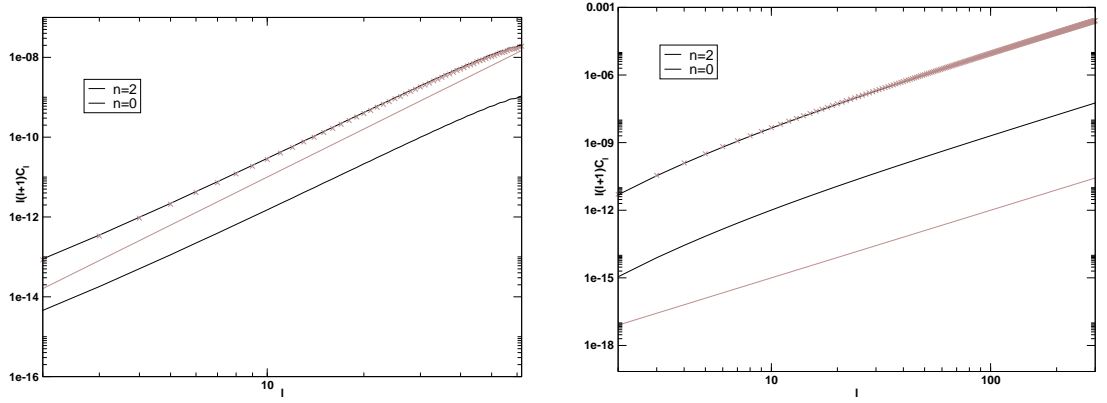 1e-08
1e-10
1e-12
1e-14
1e-16
l(l+1)C_l
n=2
n=0
10
l
0.001
1e-06
1e-09
1e-12
1e-15
1e-18
l(l+1)C_l
n=2
n=0
10
100
l